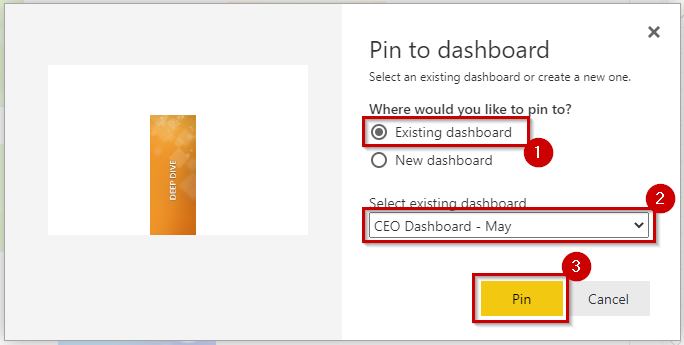 Pin to dashboard
Select an existing dashboard or create a new one.
Where would you like to pin to?
Existing dashboard
1
New dashboard
Select existing dashboard
2
CEO Dashboard - May
3
Pin
Cancel
DEEP DIVE